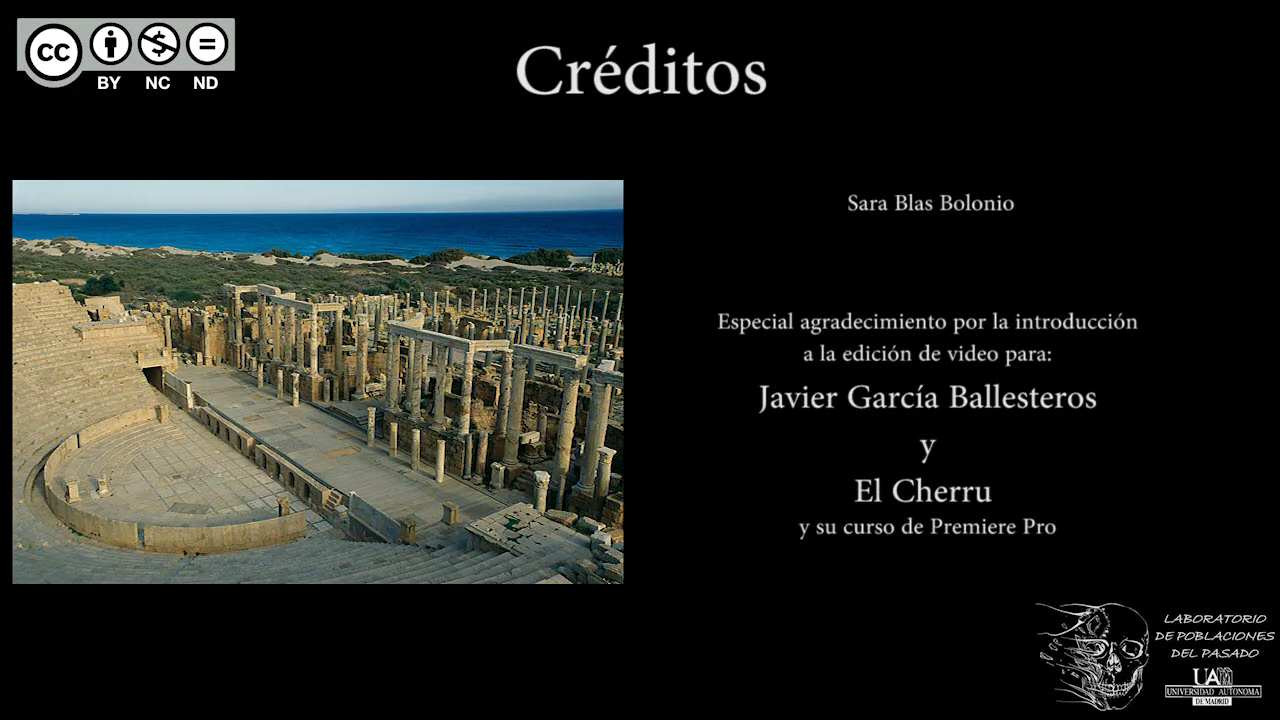 CC
BY NC ND
Créditos
Sara Blas Bolonio
Especial agradecimiento por la introducción
a la edición de video para:
Javier García Ballesteros
y
El Cherru
y su curso de Premiere Pro
LABORATORIO
DE POBLACIONES
DEL PASADO
UAM
UNIVERSIDAD AUTONOMA
DE MADRID